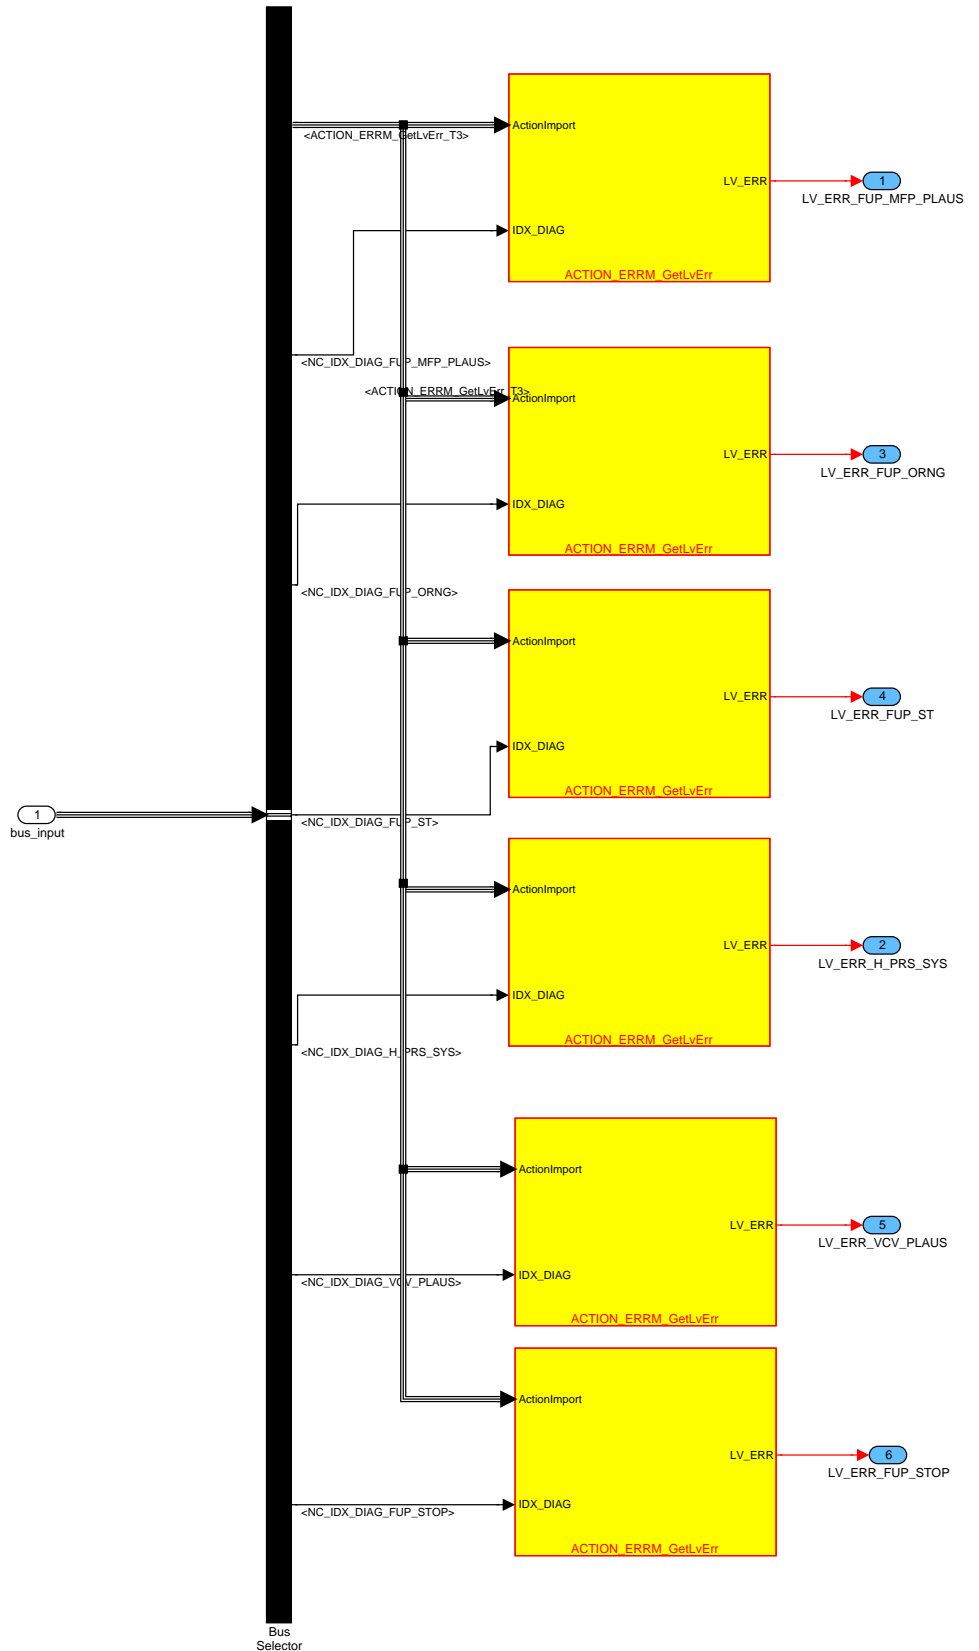 ActionImport
<ACTION_ERRM_GetLvErr_T3>
LV_ERR
1
LV_ERR_FUP_MFP_PLAUS
IDX_DIAG
ACTION_ERRM_GetLvErr
<NC_IDX_DIAG_FUP_MFP_PLAUS>
<ACTION_ERRM_GetLvErr_T3>
ActionImport
LV_ERR
3
LV_ERR_FUP_ORNG
IDX_DIAG
ACTION_ERRM_GetLvErr
<NC_IDX_DIAG_FUP_ORNG>
ActionImport
LV_ERR
4
LV_ERR_FUP_ST
IDX_DIAG
ACTION_ERRM_GetLvErr
1
bus_input
<NC_IDX_DIAG_FUP_ST>
ActionImport
LV_ERR
2
LV_ERR_H_PRS_SYS
IDX_DIAG
ACTION_ERRM_GetLvErr
<NC_IDX_DIAG_H_PRS_SYS>
ActionImport
LV_ERR
5
LV_ERR_VCV_PLAUS
IDX_DIAG
<NC_IDX_DIAG_VCV_PLAUS>
ACTION_ERRM_GetLvErr
ActionImport
LV_ERR
6
LV_ERR_FUP_STOP
IDX_DIAG
<NC_IDX_DIAG_FUP_STOP>
ACTION_ERRM_GetLvErr
Bus
Selector